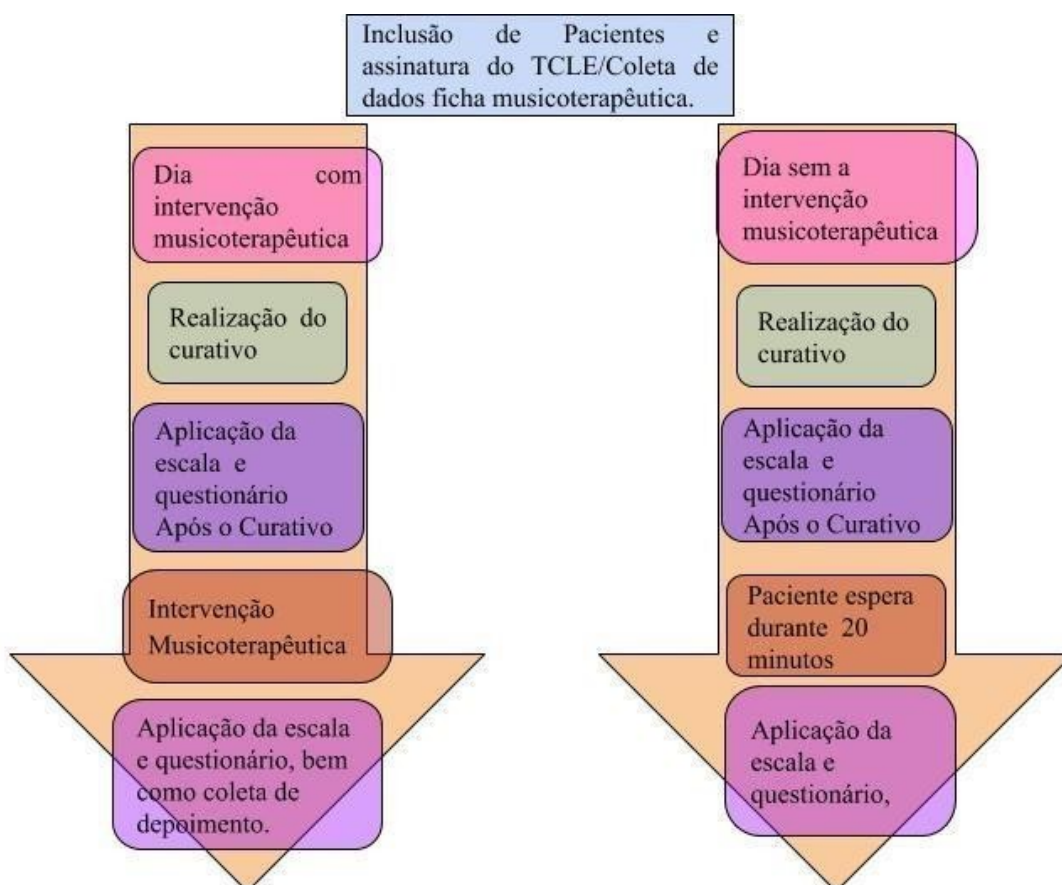 Inclusão de Pacientes e
assinatura do TCLE/Coleta de
dados ficha musicoterapêutica.
Dia com
intervenção
musicoterapêutica
Realização do
curativo
Aplicação da
escala e
questionário
Após o Curativo
Intervenção
Musicoterapêutica
Aplicação da escala
e questionário, bem
como coleta de
depoimento.
Dia sem a
intervenção
musicoterapêutica
Realização do
curativo
Aplicação da
escala e
questionário
Após o Curativo
Paciente espera
durante 20
minutos
Aplicação da
escala e
questionário,